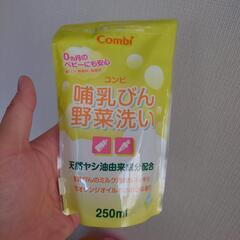 Combi
0ヵ月の
ベビーにも安心
コンビ
哺乳びん
野菜洗い
天然ヤシ油由来成分配合
250ml